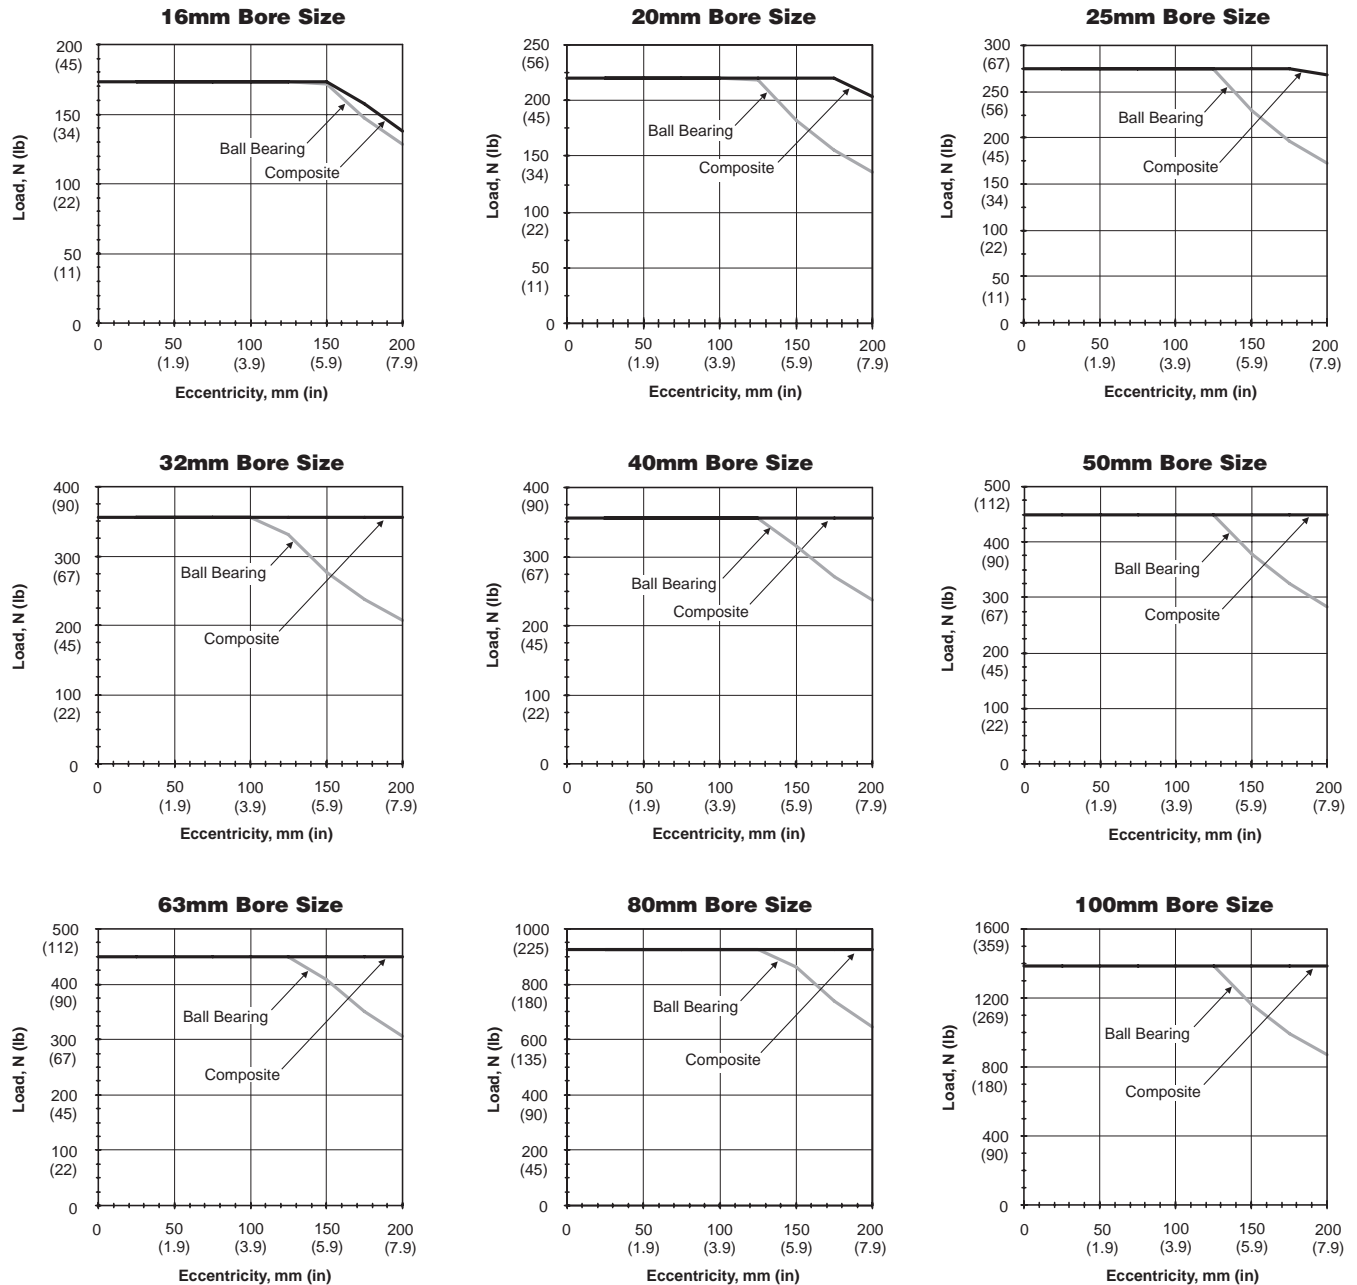 16mm Bore Size
200
(45)
150
(34)
100
(22)
50
(11)
0
Load, N (lb)
Ball Bearing
Composite
0 50 100 150 200
(1.9) (3.9) (5.9) (7.9)
Eccentricity, mm (in)
20mm Bore Size
250
(56)
200
(45)
150
(34)
100
(22)
50
(11)
0
Load, N (lb)
Ball Bearing
Composite
0 50 100 150 200
(1.9) (3.9) (5.9) (7.9)
Eccentricity, mm (in)
25mm Bore Size
300
(67)
250
(56)
200
(45)
150
(34)
100
(22)
50
(11)
0
Load, N (lb)
Ball Bearing
Composite
0 50 100 150 200
(1.9) (3.9) (5.9) (7.9)
Eccentricity, mm (in)
32mm Bore Size
400
(90)
300
(67)
200
(45)
100
(22)
0
Load, N (lb)
Ball Bearing
Composite
0 50 100 150 200
(1.9) (3.9) (5.9) (7.9)
Eccentricity, mm (in)
40mm Bore Size
400
(90)
300
(67)
200
(45)
100
(22)
0
Load, N (lb)
Ball Bearing
Composite
0 50 100 150 200
(1.9) (3.9) (5.9) (7.9)
Eccentricity, mm (in)
50mm Bore Size
500
(112)
400
(90)
300
(67)
200
(45)
100
(22)
0
Load, N (lb)
Ball Bearing
Composite
0 50 100 150 200
(1.9) (3.9) (5.9) (7.9)
Eccentricity, mm (in)
63mm Bore Size
500
(112)
400
(90)
300
(67)
200
(45)
100
(22)
0
Load, N (lb)
Ball Bearing
Composite
0 50 100 150 200
(1.9) (3.9) (5.9) (7.9)
Eccentricity, mm (in)
80mm Bore Size
1000
(225)
800
(180)
600
(135)
400
(90)
200
(45)
0
Load, N (lb)
Ball Bearing
Composite
0 50 100 150 200
(1.9) (3.9) (5.9) (7.9)
Eccentricity, mm (in)
100mm Bore Size
1600
(359)
1200
(269)
800
(180)
400
(90)
0
Load, N (lb)
Ball Bearing
Composite
0 50 100 150 200
(1.9) (3.9) (5.9) (7.9)
Eccentricity, mm (in)